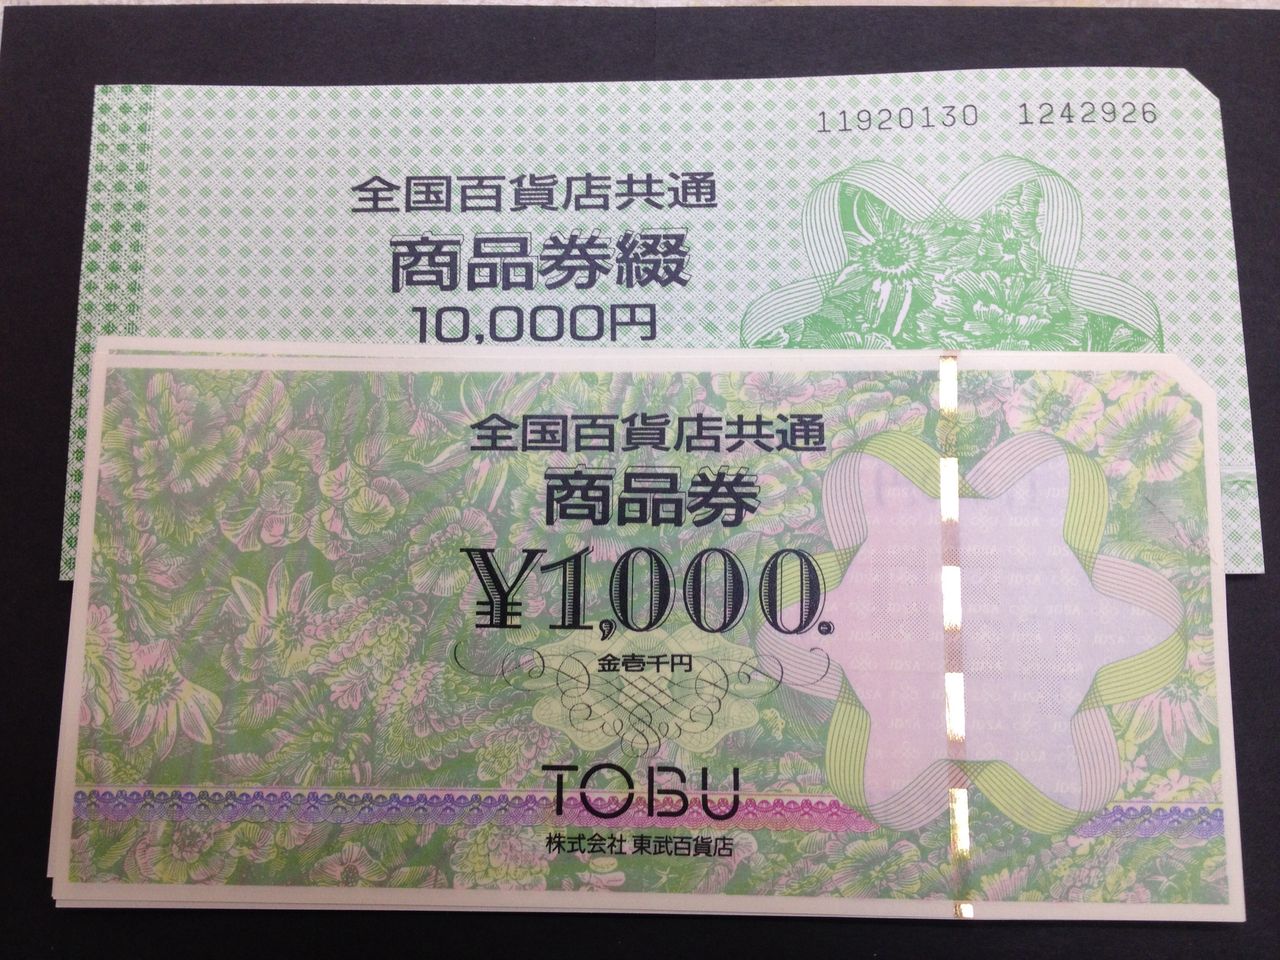 11920130 1242926
全国百貨店共通
商品券綴
10,000円
全国百貨店共通
商品券
¥1,000.
金壱千円
TOBU
株式会社 東武百貨店